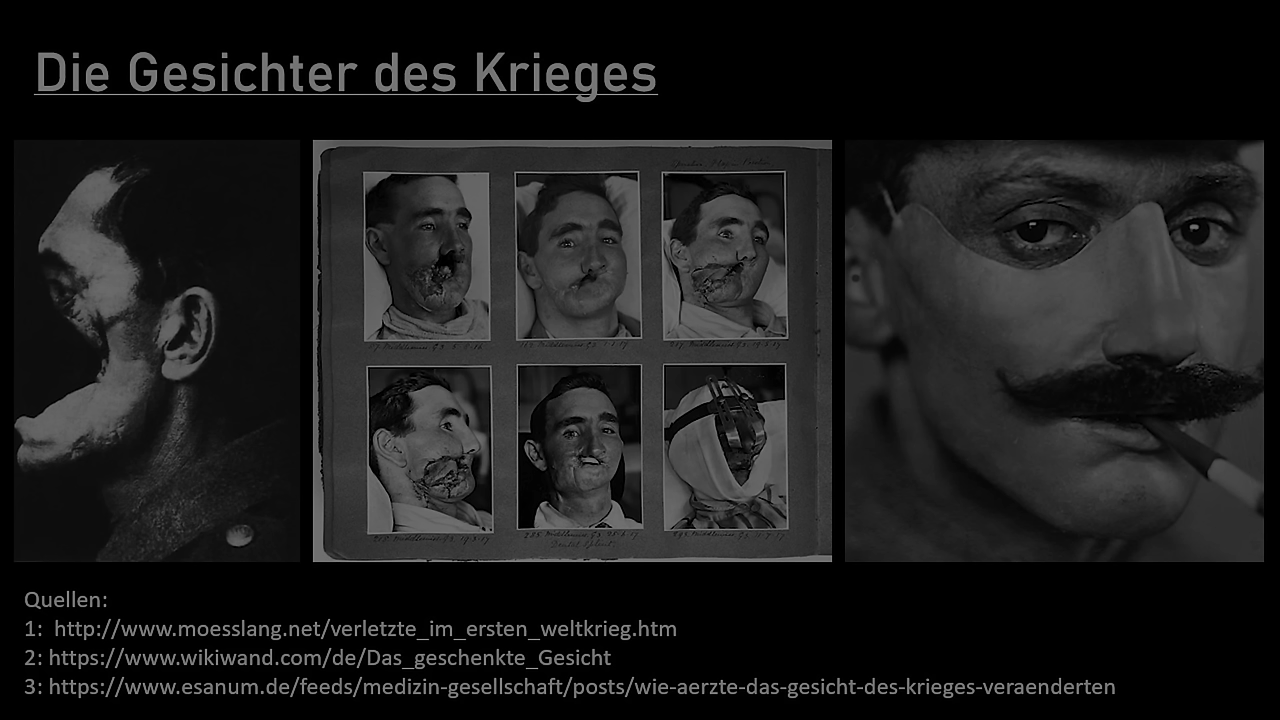 Die Gesichter des Krieges
Quellen:
1: http://www.moesslang.net/verletzte_im_ersten_weltkrieg.htm
2: https://www.wikiwand.com/de/Das_geschenkte_Gesicht
3: https://www.esanum.de/feeds/medizin-gesellschaft/posts/wie-aerzte-das-gesicht-des-krieges-veraenderten